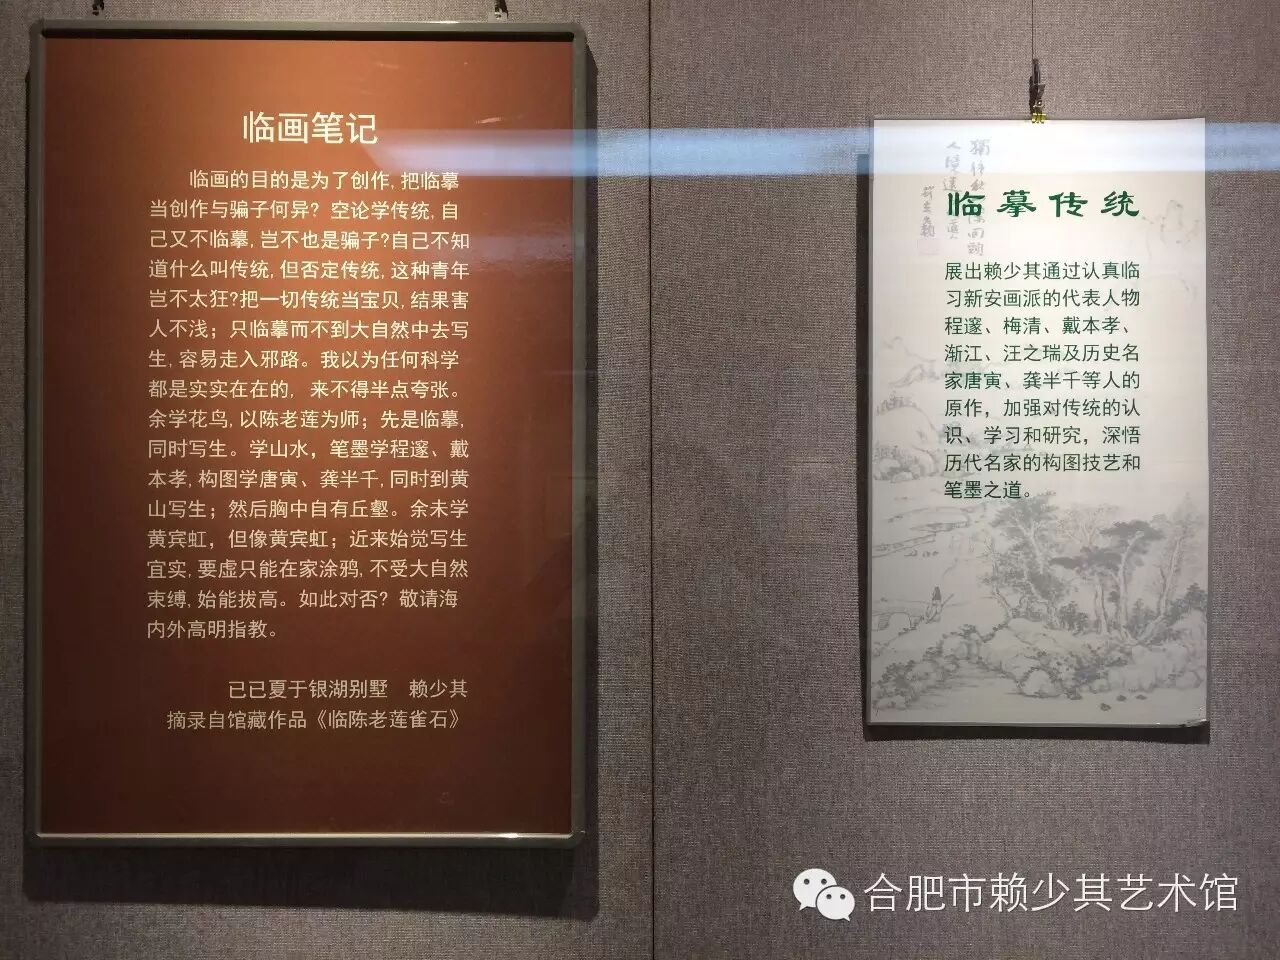 临画笔记
临画的目的是为了创作,把临摹
当创作与骗子何异？空论学传统,自
己又不临摹,岂不也是骗子?自己不知
道什么叫传统,但否定传统,这种青年
岂不太狂?把一切传统当宝贝,结果害
人不浅；只临摹而不到大自然中去写
生,容易走入邪路。我以为任何科学
都是实实在在的，来不得半点夸张。
余学花鸟,以陈老莲为师；先是临摹,
同时写生。学山水，笔墨学程邃、戴
本孝,构图学唐寅、龚半千,同时到黄
山写生；然后胸中自有丘壑。余未学
黄宾虹，但像黄宾虹；近来始觉写生
宜实,要虚只能在家涂鸦,不受大自然
束缚,始能拔高。如此对否？敬请海
内外高明指教。
已已夏于银湖别墅　赖少其
摘录自馆藏作品《临陈老莲雀石》
临摹传统
展出赖少其通过认真临
习新安画派的代表人物
程邃、梅清、戴本孝、
渐江、汪之瑞及历史名
家唐寅、龚半千等人的
原作，加强对传统的认
识、学习和研究，深悟
历代名家的构图技艺和
笔墨之道。
合肥市赖少其艺术馆